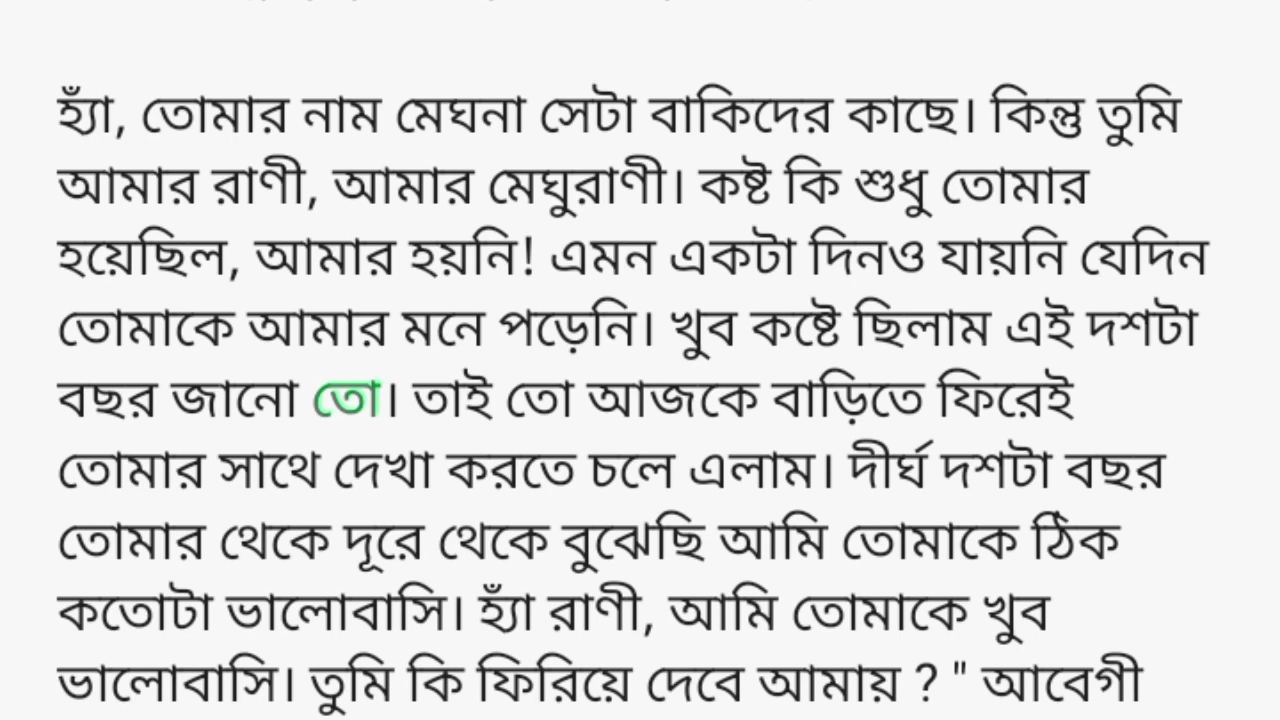 হ্যাঁ, তোমার নাম মেঘনা সেটা বাকিদের কাছে। কিন্তু তুমি
আমার রাণী, আমার মেঘুরাণী। কষ্ট কি শুধু তোমার
হয়েছিল, আমার হয়নি! এমন একটা দিনও যায়নি যেদিন
তোমাকে আমার মনে পড়েনি। খুব কষ্টে ছিলাম এই দশটা
বছর জানো তো। তাই তো আজকে বাড়িতে ফিরেই
তোমার সাথে দেখা করতে চলে এলাম। দীর্ঘ দশটা বছর
তোমার থেকে দূরে থেকে বুঝেছি আমি তোমাকে ঠিক
কতোটা ভালোবাসি। হ্যাঁ রাণী, আমি তোমাকে খুব
ভালোবাসি। তুমি কি ফিরিয়ে দেবে আমায় ? " আবেগী